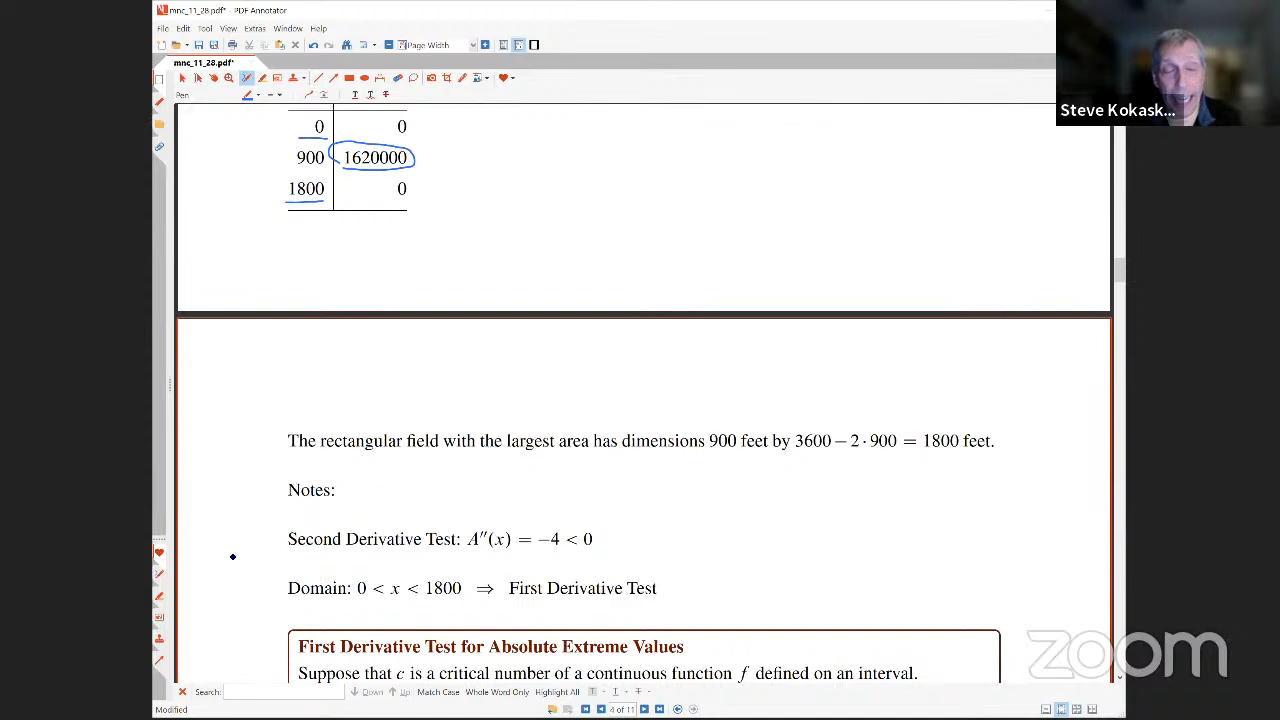 mnc_11_28.pdf* - PDF Annotator
File Edit Tool View Extras Window Help
Page Width
mnc_11_28.pdf*
Pen
Steve Kokask...
0 0
900 1620000
1800 0
The rectangular field with the largest area has dimensions 900 feet by 3600 − 2 · 900 = 1800 feet.
Notes:
Second Derivative Test: A″(x) = −4 < 0
Domain: 0 < x < 1800 ⇒ First Derivative Test
First Derivative Test for Absolute Extreme Values
Suppose that c is a critical number of a continuous function f defined on an interval.
zoom
Search: Down Up Match Case Whole Word Only Highlight All
Modified
4 of 11